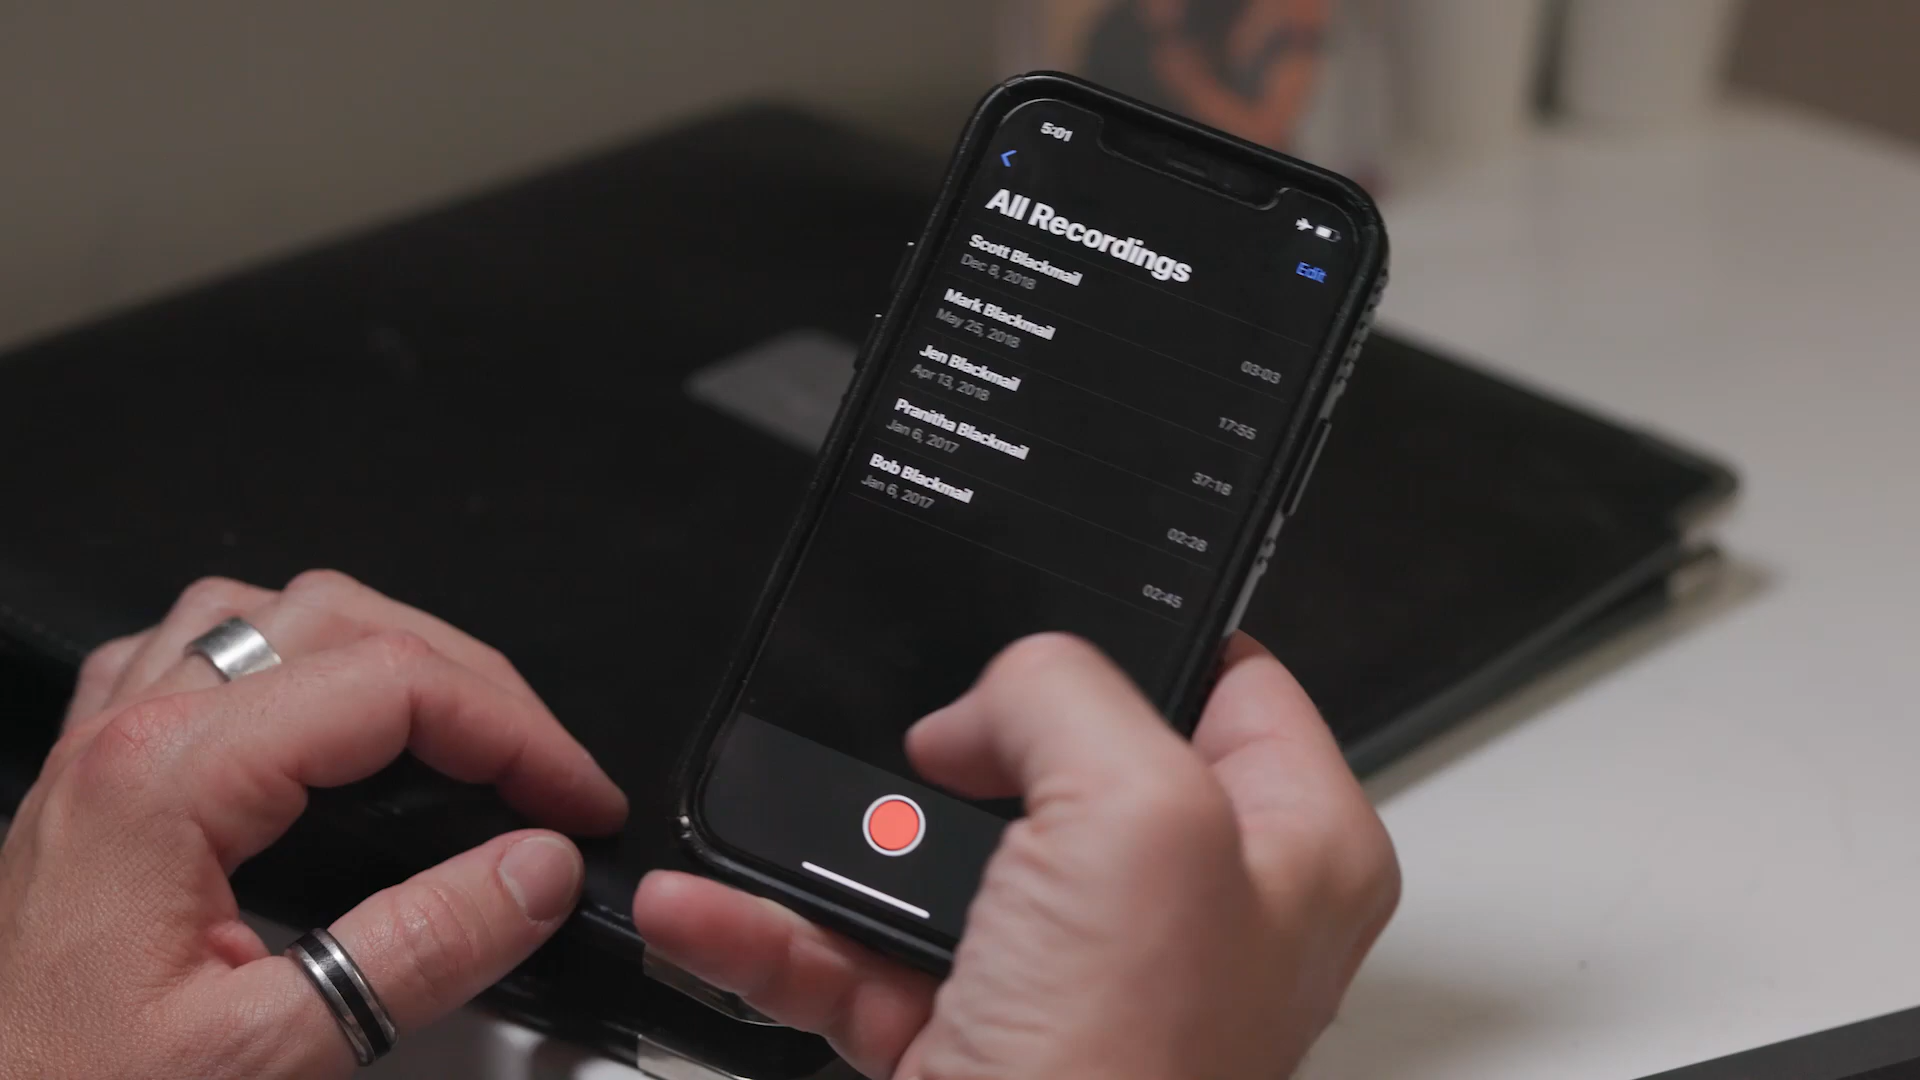 5:01
All Recordings
Edit
Scott Blackmail
Dec 8, 2018
03:03
Mark Blackmail
May 25, 2018
17:55
Jen Blackmail
Apr 13, 2018
37:18
Pranitha Blackmail
Jan 6, 2017
02:28
Bob Blackmail
Jan 6, 2017
02:45